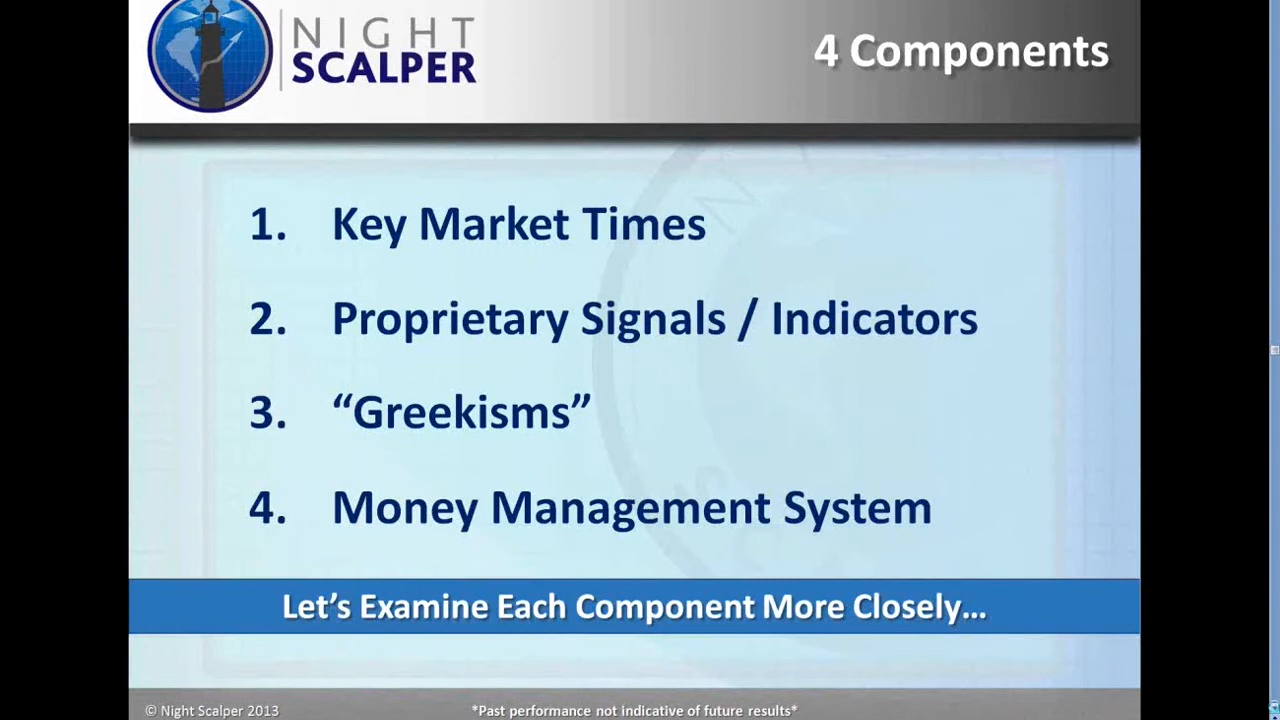 NIGHT
SCALPER
4 Components
1. Key Market Times
2. Proprietary Signals / Indicators
3. “Greekisms”
4. Money Management System
Let’s Examine Each Component More Closely...
© Night Scalper 2013
*Past performance not indicative of future results*